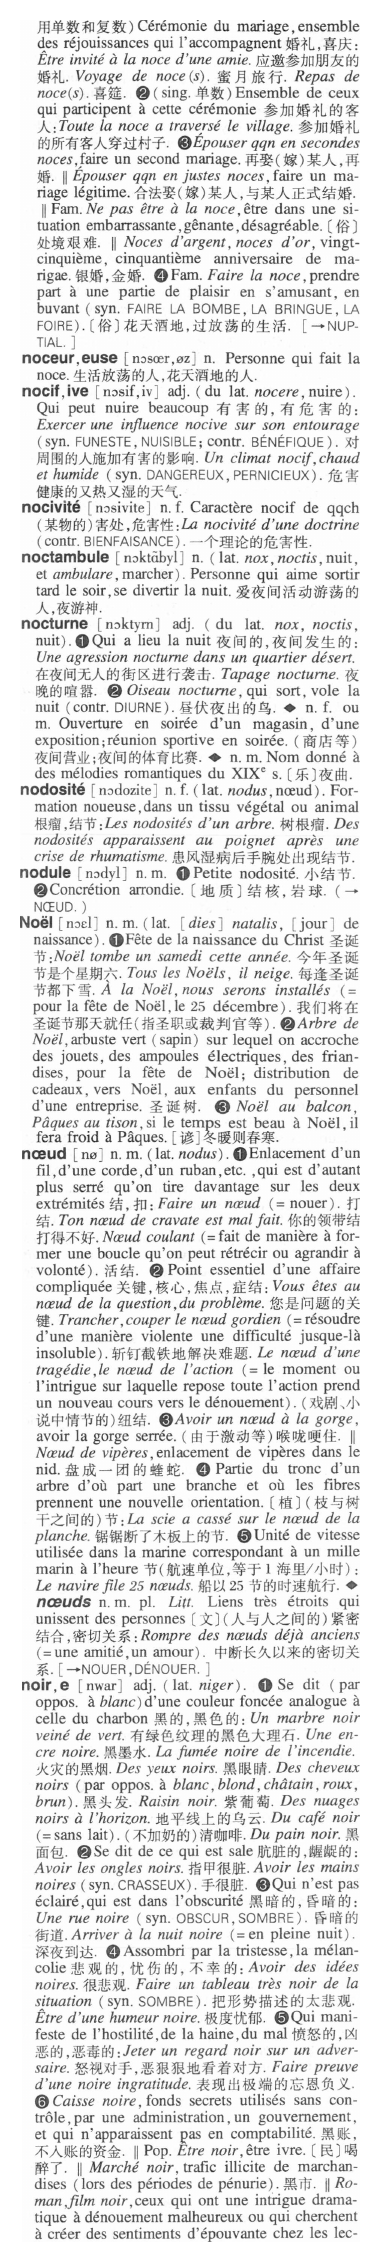 用单数和复数) Cérémonie du mariage, ensemble
des réjouissances qui l'accompagnent 婚礼,喜庆:
Être invité à la noce d'une amie. 应邀参加朋友的
婚礼. Voyage de noce(s). 蜜月旅行. Repas de
noce(s). 喜筵. ❷ (sing. 单数) Ensemble de ceux
qui participent à cette cérémonie 参加婚礼的客
人: Toute la noce a traversé le village. 参加婚礼
的所有客人穿过村子. ❸ Épouser qqn en secondes
noces, faire un second mariage. 再娶(嫁)某人,再
婚. ‖ Épouser qqn en justes noces, faire un ma-
riage légitime. 合法娶(嫁)某人,与某人正式结婚.
‖ Fam. Ne pas être à la noce, être dans une si-
tuation embarrassante, gênante, désagréable. [俗]
处境艰难. ‖ Noces d'argent, noces d'or, vingt-
cinquième, cinquantième anniversaire de ma-
rigae. 银婚,金婚. ❹ Fam. Faire la noce, prendre
part à une partie de plaisir en s'amusant, en
buvant (syn. FAIRE LA BOMBE, LA BRINGUE, LA
FOIRE). [俗] 花天酒地,过放荡的生活. [→NUP-
TIAL. ]
noceur, euse [nɔsœr, øz] n. Personne qui fait la
noce. 生活放荡的人,花天酒地的人.
nocif, ive [nɔsif, iv] adj. (du lat. nocere, nuire).
Qui peut nuire beaucoup 有害的,有危害的:
Exercer une influence nocive sur son entourage
(syn. FUNESTE, NUISIBLE; contr. BÉNÉFIQUE). 对
周围的人施加有害的影响. Un climat nocif, chaud
et humide (syn. DANGEREUX, PERNICIEUX). 危害
健康的又热又湿的天气.
nocivité [nɔsivite] n. f. Caractère nocif de qqch
(某物的)害处,危害性: La nocivité d'une doctrine
(contr. BIENFAISANCE). 一个理论的危害性.
noctambule [nɔktɑ̃byl] n. (lat. nox, noctis, nuit,
et ambulare, marcher). Personne qui aime sortir
tard le soir, se divertir la nuit. 爱夜间活动游荡的
人,夜游神.
nocturne [nɔktyrn] adj. (du lat. nox, noctis,
nuit). ❶ Qui a lieu la nuit 夜间的,夜间发生的:
Une agression nocturne dans un quartier désert.
在夜间无人的街区进行袭击. Tapage nocturne. 夜
晚的喧嚣. ❷ Oiseau nocturne, qui sort, vole la
nuit (contr. DIURNE). 昼伏夜出的鸟. ◆ n. f. ou
m. Ouverture en soirée d'un magasin, d'une
exposition; réunion sportive en soirée. (商店等)
夜间营业;夜间的体育比赛. ◆ n. m. Nom donné à
des mélodies romantiques du XIXe s. [乐] 夜曲.
nodosité [nɔdozite] n. f. (lat. nodus, nœud). For-
mation noueuse, dans un tissu végétal ou animal
根瘤,结节: Les nodosités d'un arbre. 树根瘤. Des
nodosités apparaissent au poignet après une
crise de rhumatisme. 患风湿病后手腕处出现结节.
nodule [nɔdyl] n. m. ❶ Petite nodosité. 小结节.
❷ Concrétion arrondie. [地质] 结核,岩球. (→
NŒUD. )
Noël [nɔel] n. m. (lat. [dies] natalis, [jour] de
naissance). ❶ Fête de la naissance du Christ 圣诞
节: Noël tombe un samedi cette année. 今年圣诞
节是个星期六. Tous les Noëls, il neige. 每逢圣诞
节都下雪. À la Noël, nous serons installés (=
pour la fête de Noël, le 25 décembre). 我们将在
圣诞节那天就任(指圣职或裁判官等). ❷ Arbre de
Noël, arbuste vert (sapin) sur lequel on accroche
des jouets, des ampoules électriques, des frian-
dises, pour la fête de Noël; distribution de
cadeaux, vers Noël, aux enfants du personnel
d'une entreprise. 圣诞树. ❸ Noël au balcon,
Pâques au tison, si le temps est beau à Noël, il
fera froid à Pâques. [谚] 冬暖则春寒.
nœud [nø] n. m. (lat. nodus). ❶ Enlacement d'un
fil, d'une corde, d'un ruban, etc. , qui est d'autant
plus serré qu'on tire davantage sur les deux
extrémités 结,扣: Faire un nœud (= nouer). 打
结. Ton nœud de cravate est mal fait. 你的领带结
打得不好. Nœud coulant (= fait de manière à for-
mer une boucle qu'on peut rétrécir ou agrandir à
volonté). 活结. ❷ Point essentiel d'une affaire
compliquée 关键,核心,焦点,症结: Vous êtes au
nœud de la question, du problème. 您是问题的关
键. Trancher, couper le nœud gordien (= résoudre
d'une manière violente une difficulté jusque-là
insoluble). 斩钉截铁地解决难题. Le nœud d'une
tragédie, le nœud de l'action (= le moment ou
l'intrigue sur laquelle repose toute l'action prend
un nouveau cours vers le dénouement). (戏剧、小
说中情节的)纽结. ❸ Avoir un nœud à la gorge,
avoir la gorge serrée. (由于激动等)喉咙哽住. ‖
Nœud de vipères, enlacement de vipères dans le
nid. 盘成一团的蝰蛇. ❹ Partie du tronc d'un
arbre d'où part une branche et où les fibres
prennent une nouvelle orientation. [植] (枝与树
干之间的)节: La scie a cassé sur le nœud de la
planche. 锯锯断了木板上的节. ❺ Unité de vitesse
utilisée dans la marine correspondant à un mille
marin à l'heure 节(航速单位,等于1海里/小时):
Le navire file 25 nœuds. 船以25节的时速航行. ◆
nœuds n. m. pl. Litt. Liens très étroits qui
unissent des personnes [文] (人与人之间的)紧密
结合,密切关系: Rompre des nœuds déjà anciens
(= une amitié, un amour). 中断长久以来的密切关
系. [→NOUER, DÉNOUER. ]
noir, e [nwar] adj. (lat. niger). ❶ Se dit (par
oppos. à blanc) d'une couleur foncée analogue à
celle du charbon 黑的,黑色的: Un marbre noir
veiné de vert. 有绿色纹理的黑色大理石. Une en-
cre noire. 黑墨水. La fumée noire de l'incendie.
火灾的黑烟. Des yeux noirs. 黑眼睛. Des cheveux
noirs (par oppos. à blanc, blond, châtain, roux,
brun). 黑头发. Raisin noir. 紫葡萄. Des nuages
noirs à l'horizon. 地平线上的乌云. Du café noir
(= sans lait). (不加奶的)清咖啡. Du pain noir. 黑
面包. ❷ Se dit de ce qui est sale 肮脏的,龌龊的:
Avoir les ongles noirs. 指甲很脏. Avoir les mains
noires (syn. CRASSEUX). 手很脏. ❸ Qui n'est pas
éclairé, qui est dans l'obscurité 黑暗的,昏暗的:
Une rue noire (syn. OBSCUR, SOMBRE). 昏暗的
街道. Arriver à la nuit noire (= en pleine nuit).
深夜到达. ❹ Assombri par la tristesse, la mélan-
colie 悲观的,忧伤的,不幸的: Avoir des idées
noires. 很悲观. Faire un tableau très noir de la
situation (syn. SOMBRE). 把形势描述的太悲观.
Être d'une humeur noire. 极度忧郁. ❺ Qui mani-
feste de l'hostilité, de la haine, du mal 愤怒的,凶
恶的,恶毒的: Jeter un regard noir sur un adver-
saire. 怒视对手,恶狠狠地看着对方. Faire preuve
d'une noire ingratitude. 表现出极端的忘恩负义.
❻ Caisse noire, fonds secrets utilisés sans con-
trôle, par une administration, un gouvernement,
et qui n'apparaissent pas en comptabilité. 黑账,
不入账的资金. ‖ Pop. Être noir, être ivre. [民] 喝
醉了. ‖ Marché noir, trafic illicite de marchan-
dises (lors des périodes de pénurie). 黑市. ‖ Ro-
man, film noir, ceux qui ont une intrigue drama-
tique à dénouement malheureux ou qui cherchent
à créer des sentiments d'épouvante chez les lec-